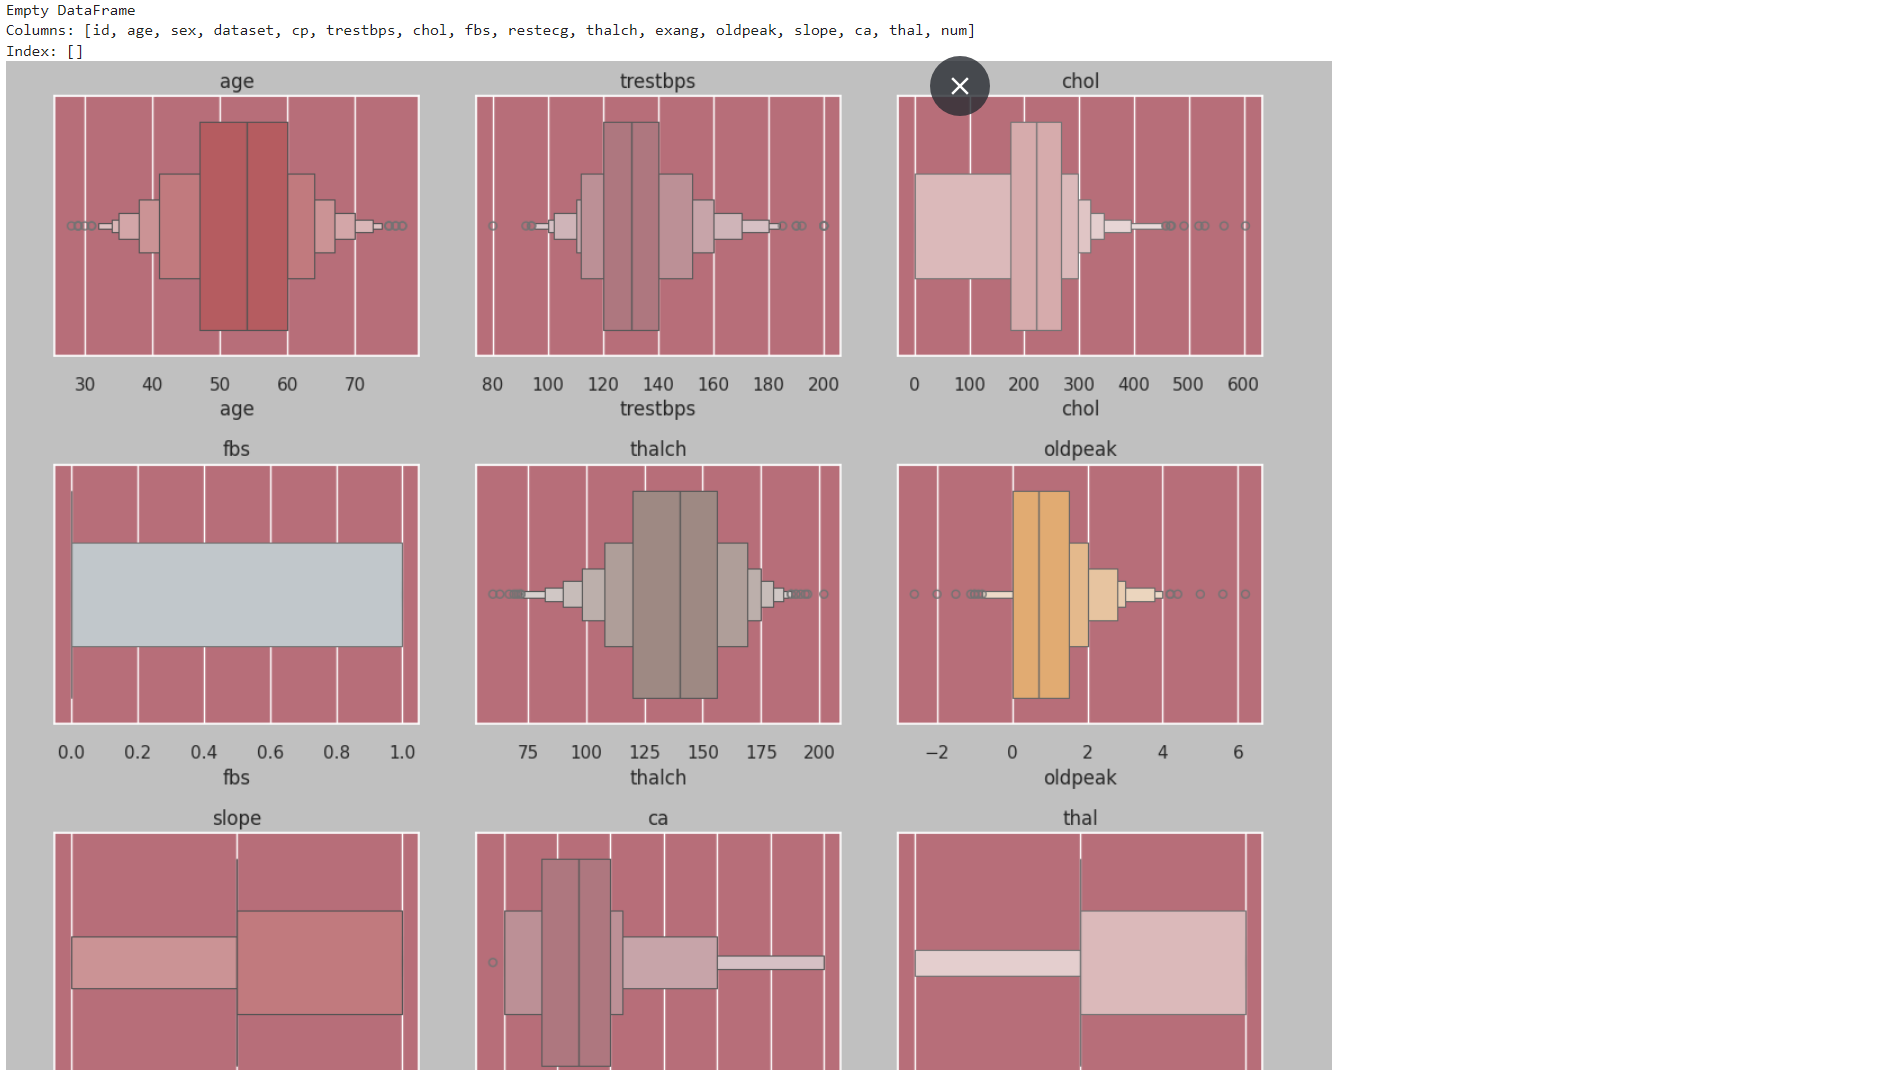 Empty DataFrame
Columns: [id, age, sex, dataset, cp, trestbps, chol, fbs, restecg, thalch, exang, oldpeak, slope, ca, thal, num]
Index: []
age
trestbps
chol
30 40 50 60 70
80 100 120 140 160 180 200
0 100 200 300 400 500 600
age
trestbps
chol
fbs
thalch
oldpeak
0.0 0.2 0.4 0.6 0.8 1.0
75 100 125 150 175 200
−2 0 2 4 6
fbs
thalch
oldpeak
slope
ca
thal